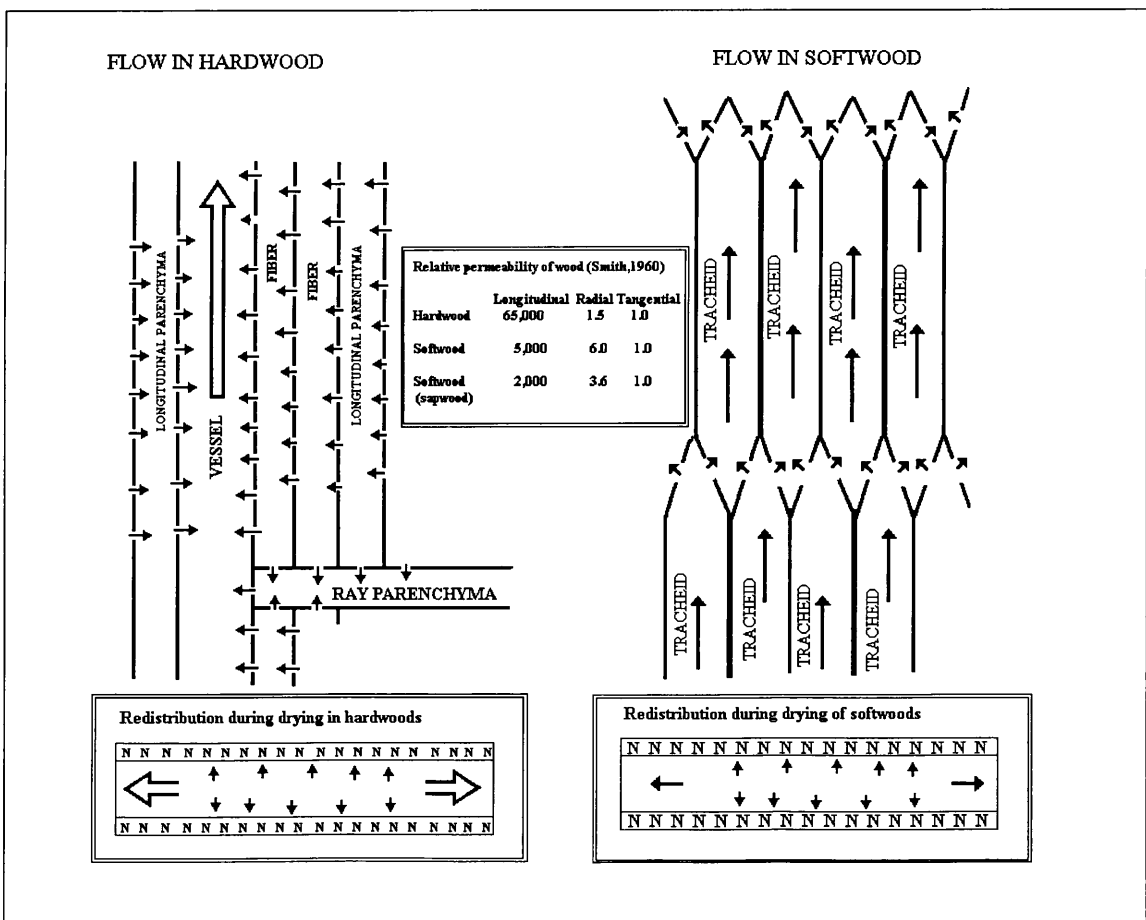 FLOW IN HARDWOOD
FLOW IN SOFTWOOD
LONGITUDINAL PARENCHYMA
VESSEL
FIBER
FIBER
LONGITUDINAL PARENCHYMA
RAY PARENCHYMA
Relative permeability of wood (Smith,1960)
Longitudinal Radial Tangential
Hardwood 65,000 1.5 1.0
Softwood 5,000 6.0 1.0
Softwood 2,000 3.6 1.0
(sapwood)
TRACHEID
TRACHEID
TRACHEID
TRACHEID
TRACHEID
TRACHEID
TRACHEID
TRACHEID
Redistribution during drying in hardwoods
N N N N N N N N N N N N N N N N N N
N N N N N N N N N N N N N N N N N N
Redistribution during drying of softwoods
N N N N N N N N N N N N N N N N N
N N N N N N N N N N N N N N N N N